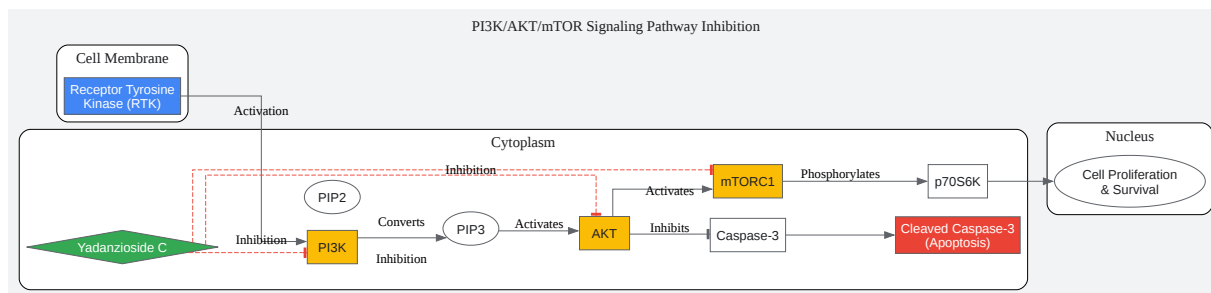 PI3K/AKT/mTOR Signaling Pathway Inhibition
Cell Membrane
Receptor Tyrosine
Kinase (RTK)
Activation
Cytoplasm
Nucleus
Inhibition
mTORC1
Phosphorylates
p70S6K
Cell Proliferation
& Survival
PIP2
Activates
Converts
PIP3
Activates
AKT
Inhibits
Caspase-3
Cleaved Caspase-3
(Apoptosis)
Yadanzioside C
Inhibition
PI3K
Inhibition